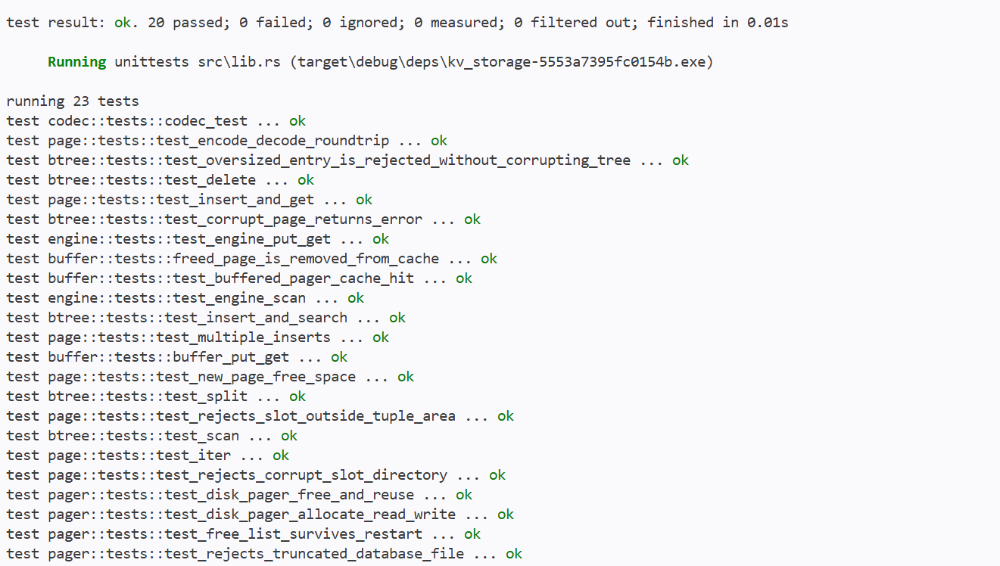 test result: ok. 20 passed; 0 failed; 0 ignored; 0 measured; 0 filtered out; finished in 0.01s
     Running unittests src\lib.rs (target\debug\deps\kv_storage-5553a7395fc0154b.exe)
running 23 tests
test codec::tests::codec_test ... ok
test page::tests::test_encode_decode_roundtrip ... ok
test btree::tests::test_oversized_entry_is_rejected_without_corrupting_tree ... ok
test btree::tests::test_delete ... ok
test page::tests::test_insert_and_get ... ok
test btree::tests::test_corrupt_page_returns_error ... ok
test engine::tests::test_engine_put_get ... ok
test buffer::tests::freed_page_is_removed_from_cache ... ok
test buffer::tests::test_buffered_pager_cache_hit ... ok
test engine::tests::test_engine_scan ... ok
test btree::tests::test_insert_and_search ... ok
test page::tests::test_multiple_inserts ... ok
test buffer::tests::buffer_put_get ... ok
test page::tests::test_new_page_free_space ... ok
test btree::tests::test_split ... ok
test page::tests::test_rejects_slot_outside_tuple_area ... ok
test btree::tests::test_scan ... ok
test page::tests::test_iter ... ok
test page::tests::test_rejects_corrupt_slot_directory ... ok
test pager::tests::test_disk_pager_free_and_reuse ... ok
test pager::tests::test_disk_pager_allocate_read_write ... ok
test pager::tests::test_free_list_survives_restart ... ok
test pager::tests::test_rejects_truncated_database_file ... ok